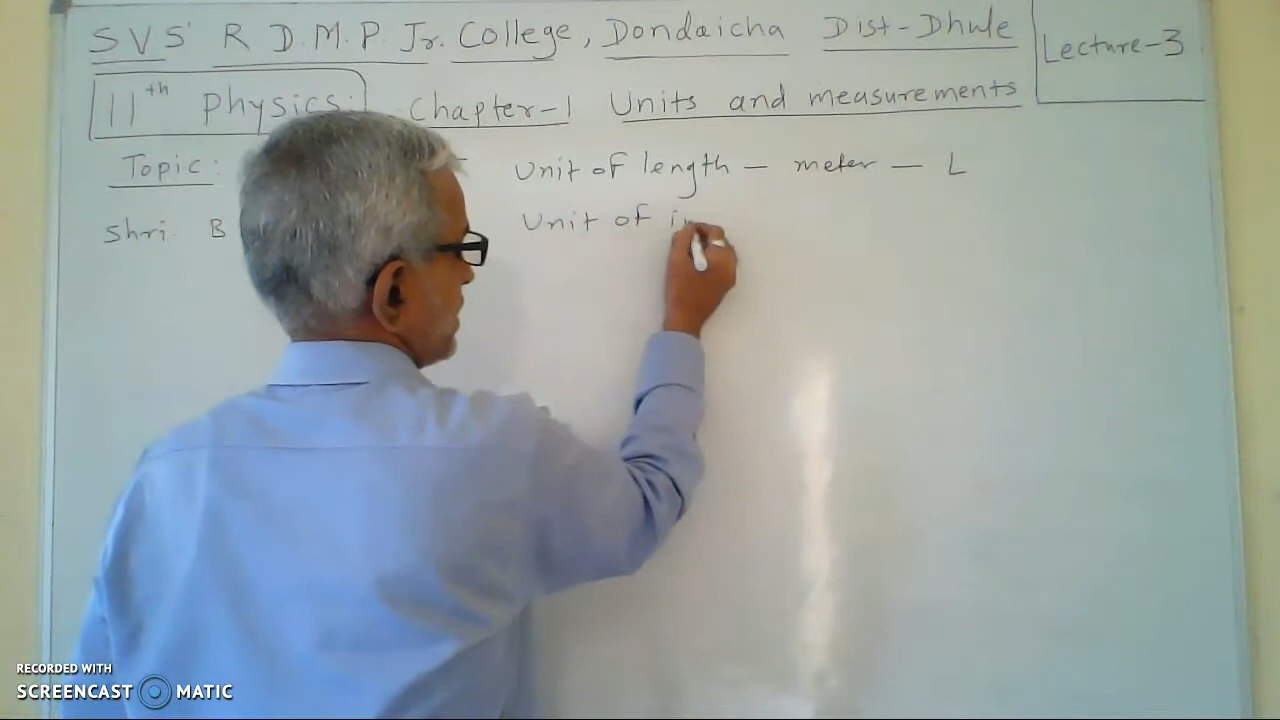 SVS' R D.M.P. Jr. College, Dondaicha Dist-Dhule
Lecture-3
11th Physics: Chapter-1 Units and measurements
Topic: Unit of length — meter — L
Shri B Unit of in
RECORDED WITH
SCREENCAST MATIC